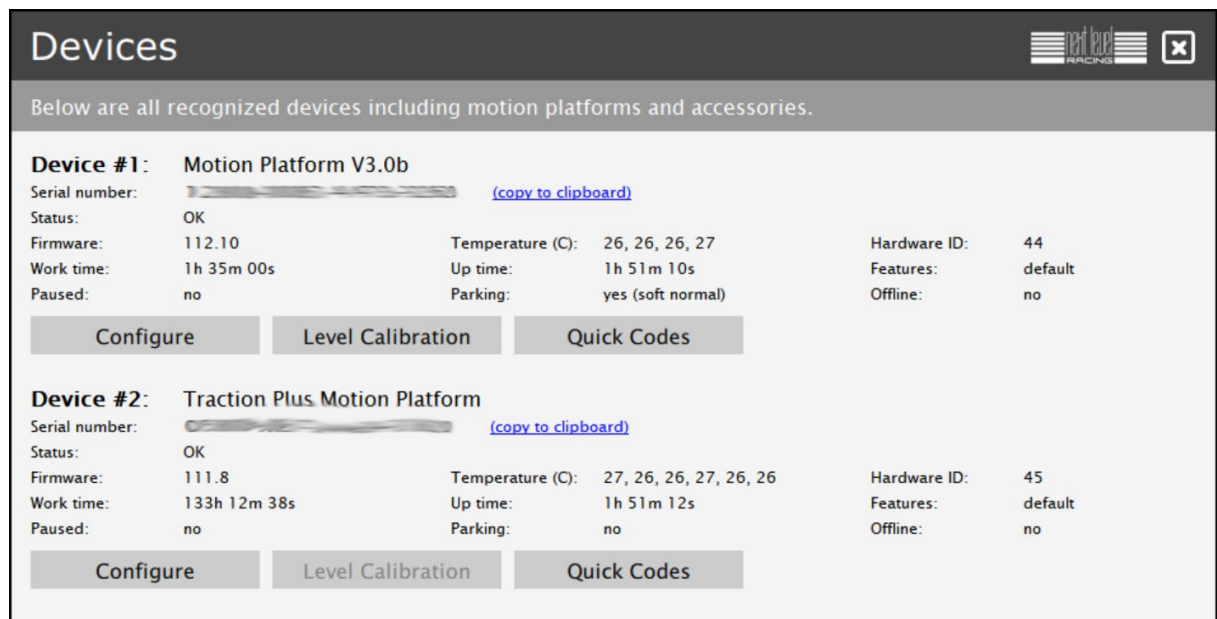 Devices
next level
RACING
Below are all recognized devices including motion platforms and accessories.
Device #1: Motion Platform V3.0b
Serial number: (copy to clipboard)
Status: OK
Firmware: 112.10 Temperature (C): 26, 26, 26, 27 Hardware ID: 44
Work time: 1h 35m 00s Up time: 1h 51m 10s Features: default
Paused: no Parking: yes (soft normal) Offline: no
Configure Level Calibration Quick Codes
Device #2: Traction Plus Motion Platform
Serial number: (copy to clipboard)
Status: OK
Firmware: 111.8 Temperature (C): 27, 26, 26, 27, 26, 26 Hardware ID: 45
Work time: 133h 12m 38s Up time: 1h 51m 12s Features: default
Paused: no Parking: no Offline: no
Configure Level Calibration Quick Codes